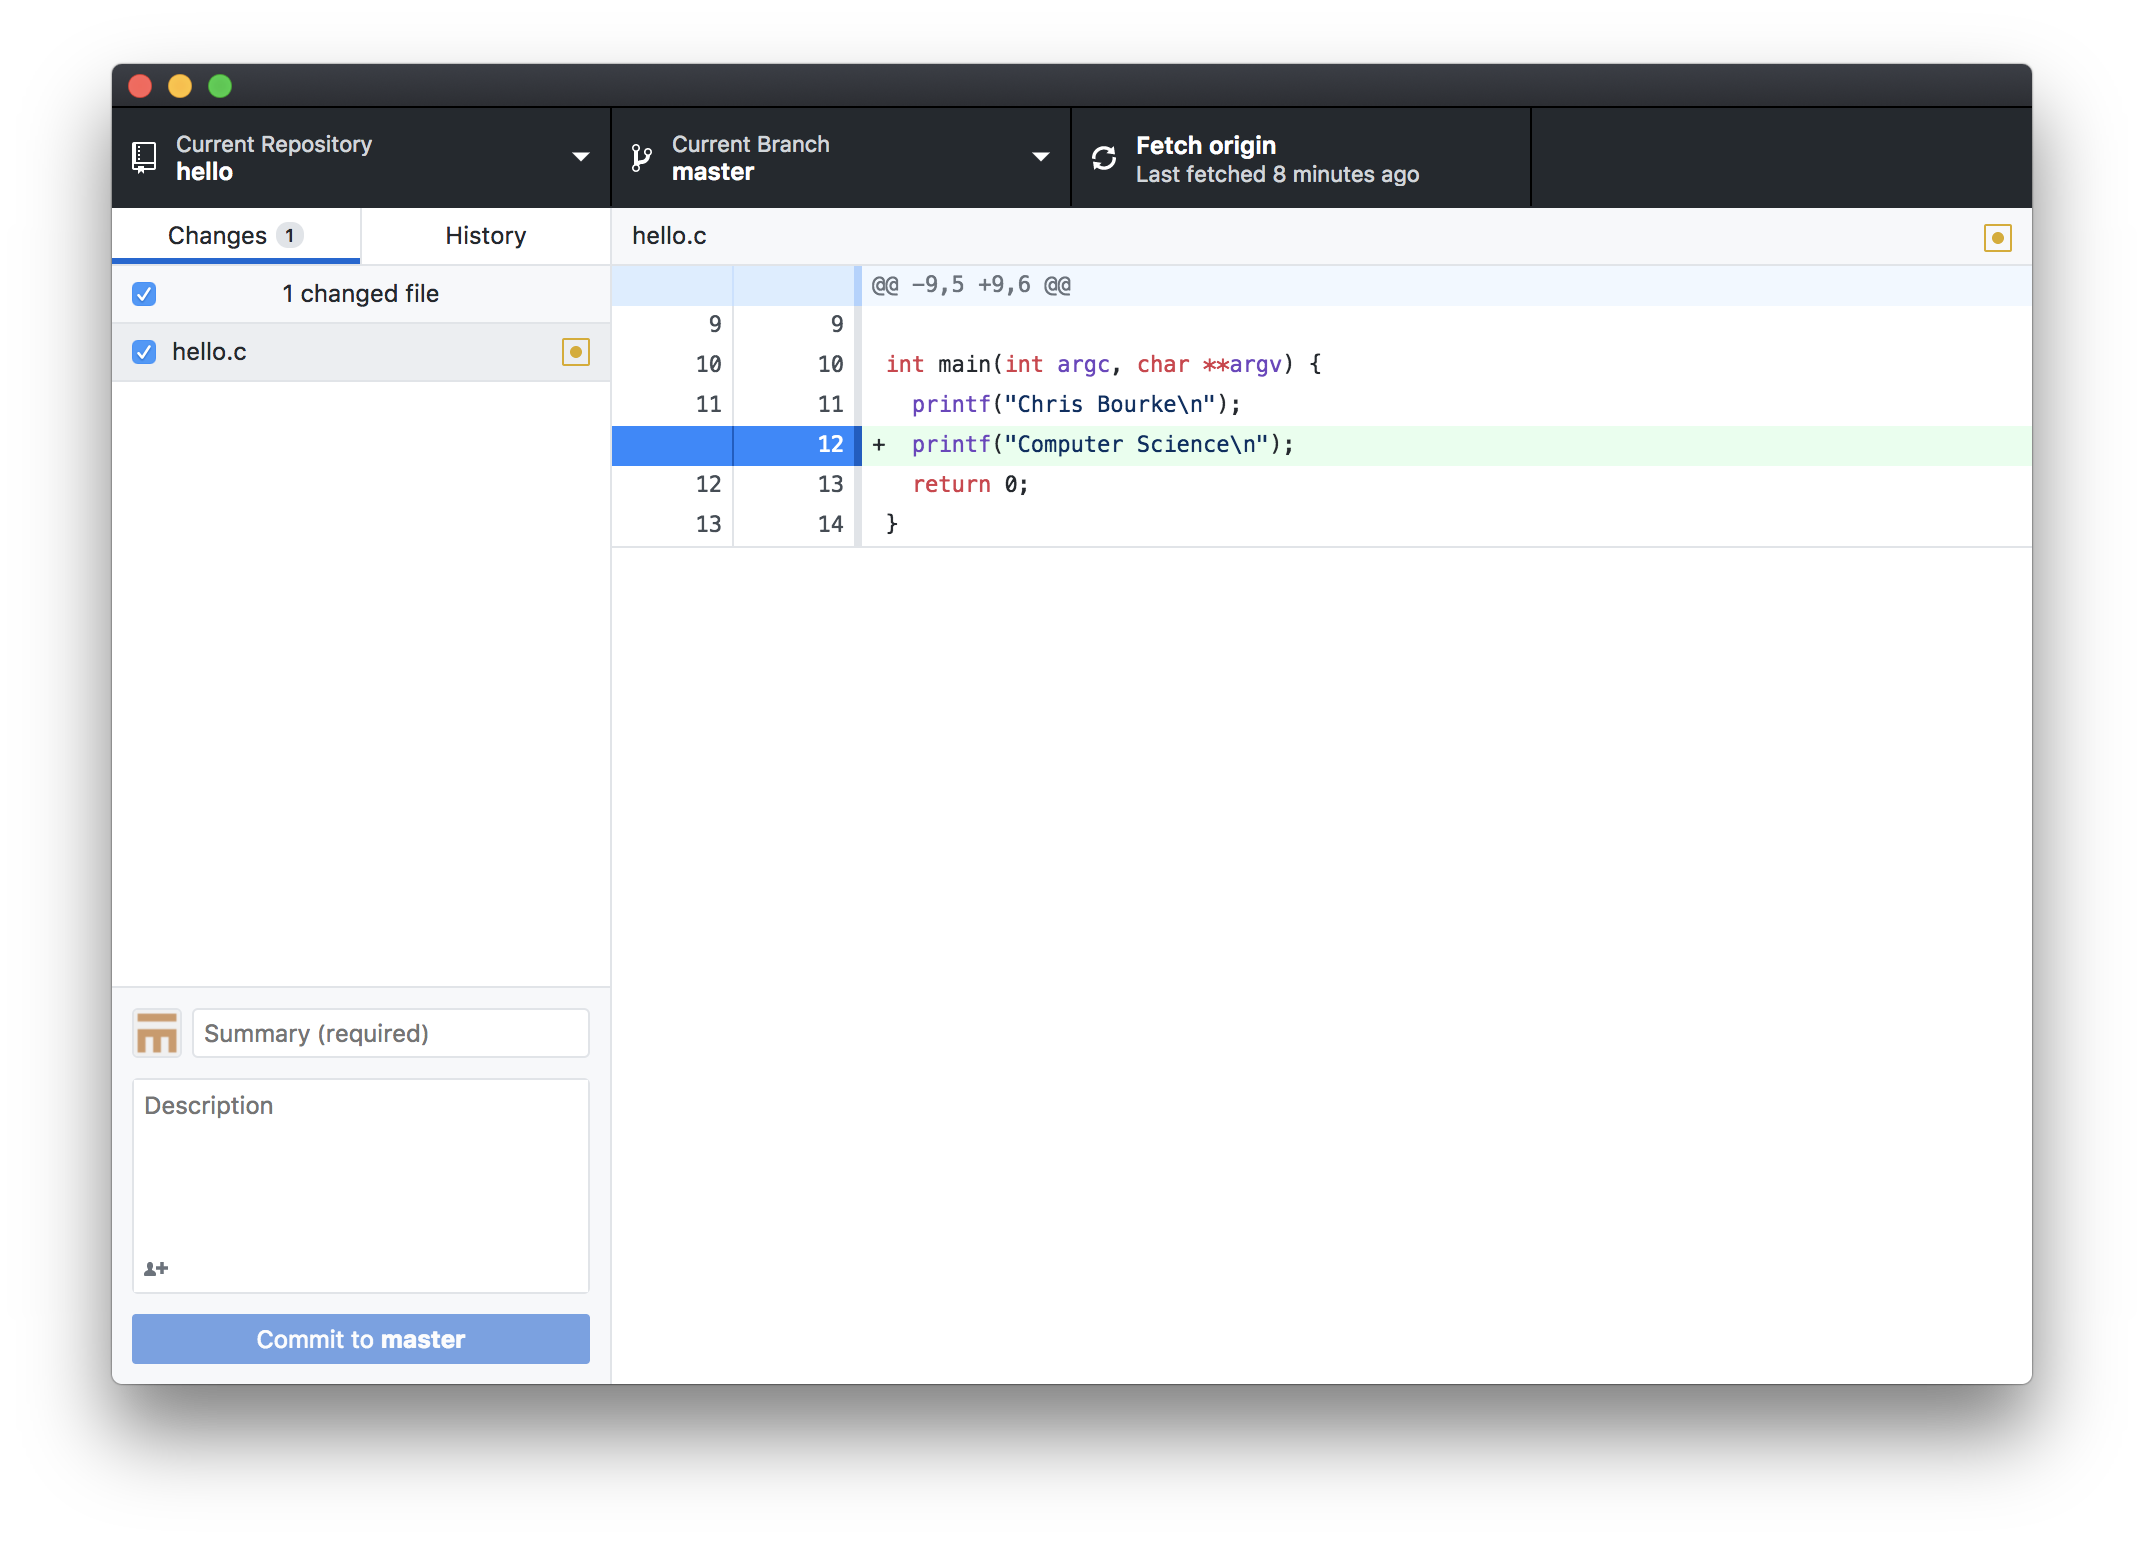 Current Repository
hello
Current Branch
master
Fetch origin
Last fetched 8 minutes ago
Changes 1
History
hello.c
1 changed file
hello.c
@@ -9,5 +9,6 @@
9 9
10 10 int main(int argc, char **argv) {
11 11 printf("Chris Bourke\n");
12 + printf("Computer Science\n");
12 13 return 0;
13 14 }
Summary (required)
Description
Commit to master